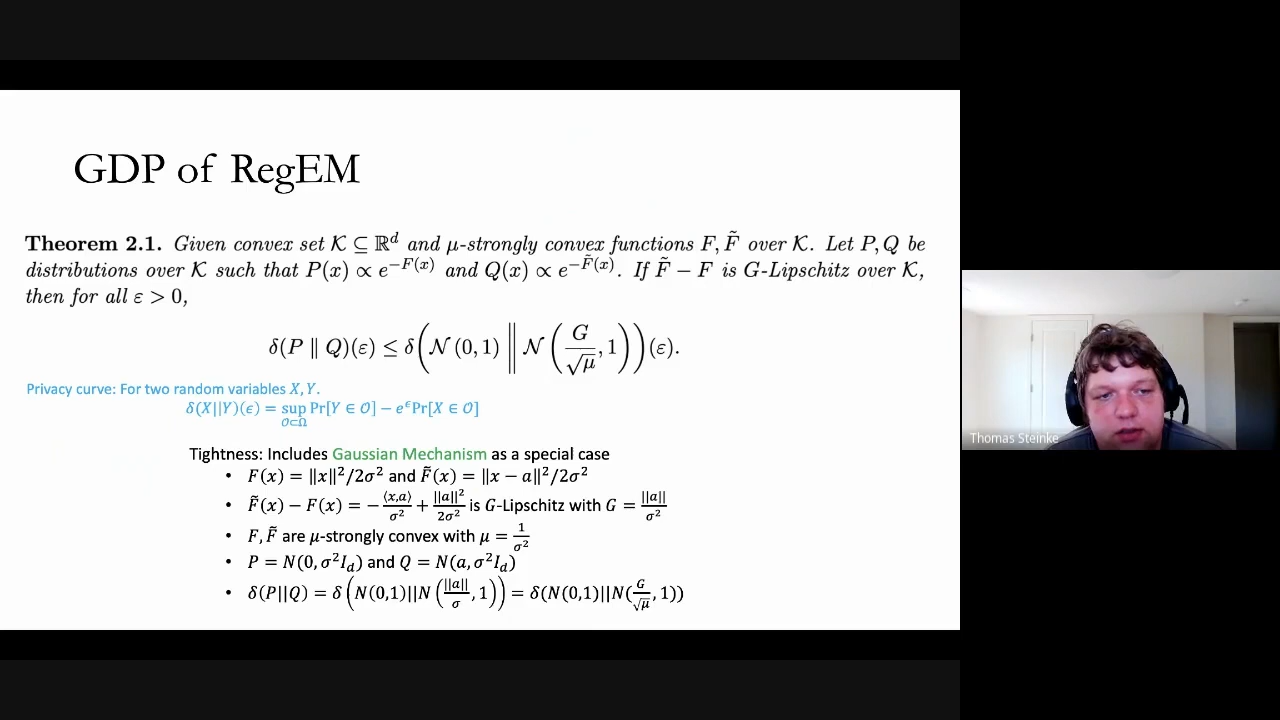 GDP of RegEM
Theorem 2.1. Given convex set 𝒦 ⊆ ℝᵈ and μ-strongly convex functions F, F̃ over 𝒦. Let P, Q be
distributions over 𝒦 such that P(x) ∝ e^{−F(x)} and Q(x) ∝ e^{−F̃(x)}. If F̃ − F is G-Lipschitz over 𝒦,
then for all ε > 0,
δ(P ∥ Q)(ε) ≤ δ(𝒩(0, 1) ∥ 𝒩(G/√μ, 1))(ε).
Privacy curve: For two random variables X, Y.
δ(X||Y)(ϵ) = sup_{𝒪⊂Ω} Pr[Y ∈ 𝒪] − e^ϵ Pr[X ∈ 𝒪]
Tightness: Includes Gaussian Mechanism as a special case
• F(x) = ‖x‖²/2σ² and F̃(x) = ‖x − a‖²/2σ²
• F̃(x) − F(x) = −⟨x,a⟩/σ² + ||a||²/2σ² is G-Lipschitz with G = ||a||/σ²
• F, F̃ are μ-strongly convex with μ = 1/σ²
• P = N(0, σ²I_d) and Q = N(a, σ²I_d)
• δ(P||Q) = δ(N(0,1)||N(||a||/σ, 1)) = δ(N(0,1)||N(G/√μ, 1))
Thomas Steinke